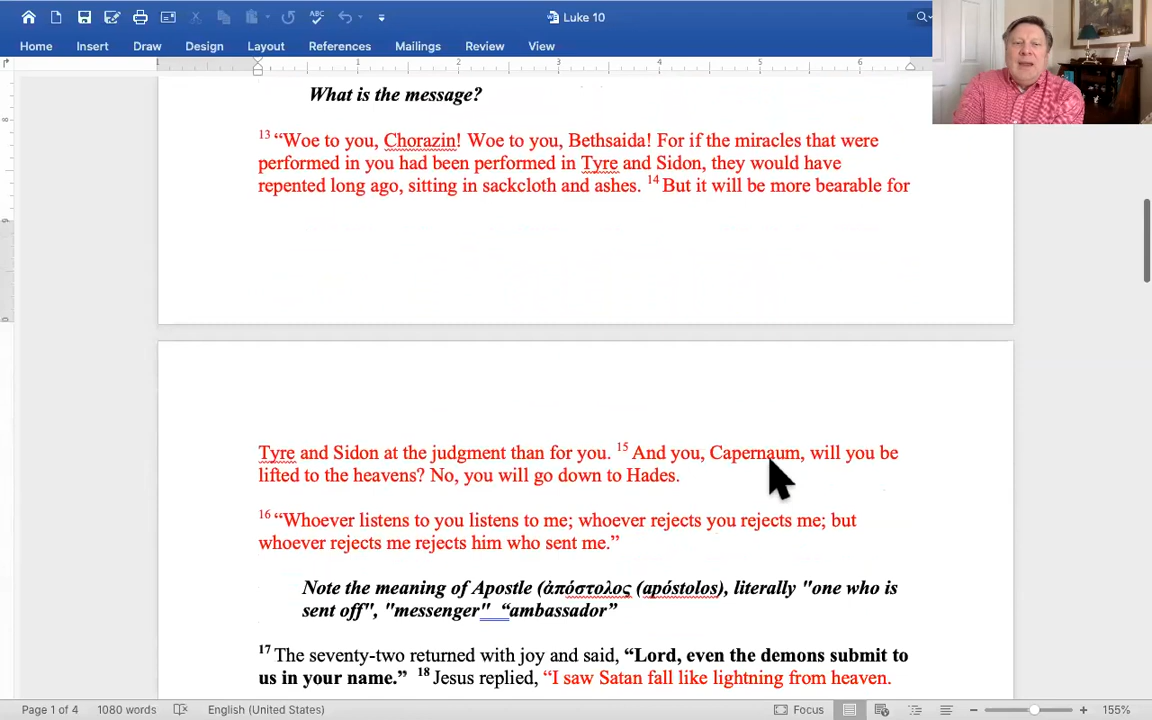 Luke 10
Home Insert Draw Design Layout References Mailings Review View
1 1 2 3 4 5 6
What is the message?
13 “Woe to you, Chorazin! Woe to you, Bethsaida! For if the miracles that were
performed in you had been performed in Tyre and Sidon, they would have
repented long ago, sitting in sackcloth and ashes. 14 But it will be more bearable for
Tyre and Sidon at the judgment than for you. 15 And you, Capernaum, will you be
lifted to the heavens? No, you will go down to Hades.
16 “Whoever listens to you listens to me; whoever rejects you rejects me; but
whoever rejects me rejects him who sent me.”
Note the meaning of Apostle (ἀπόστολος (apóstolos), literally "one who is
sent off", "messenger" “ambassador”
17 The seventy-two returned with joy and said, “Lord, even the demons submit to
us in your name.” 18 Jesus replied, “I saw Satan fall like lightning from heaven.
Page 1 of 4 1080 words English (United States) Focus 155%